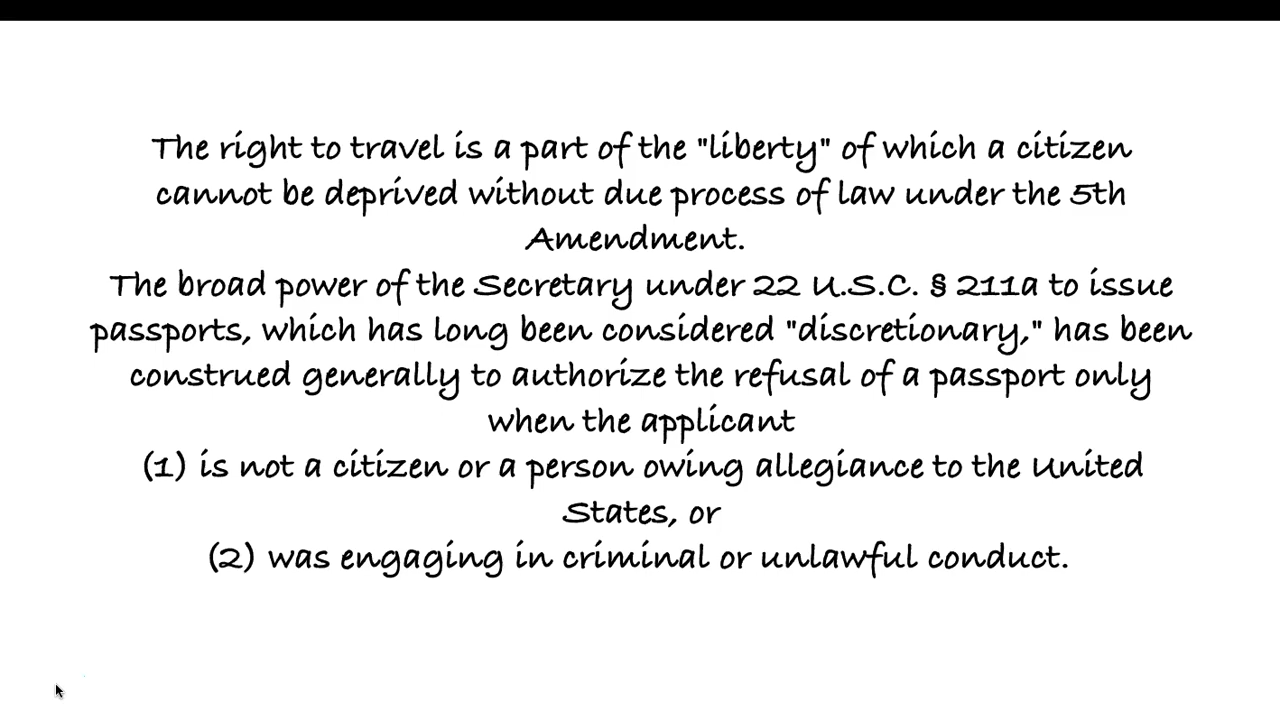 The right to travel is a part of the "liberty" of which a citizen
cannot be deprived without due process of law under the 5th
Amendment.
The broad power of the Secretary under 22 U.S.C. § 211a to issue
passports, which has long been considered "discretionary," has been
construed generally to authorize the refusal of a passport only
when the applicant
(1) is not a citizen or a person owing allegiance to the United
States, or
(2) was engaging in criminal or unlawful conduct.